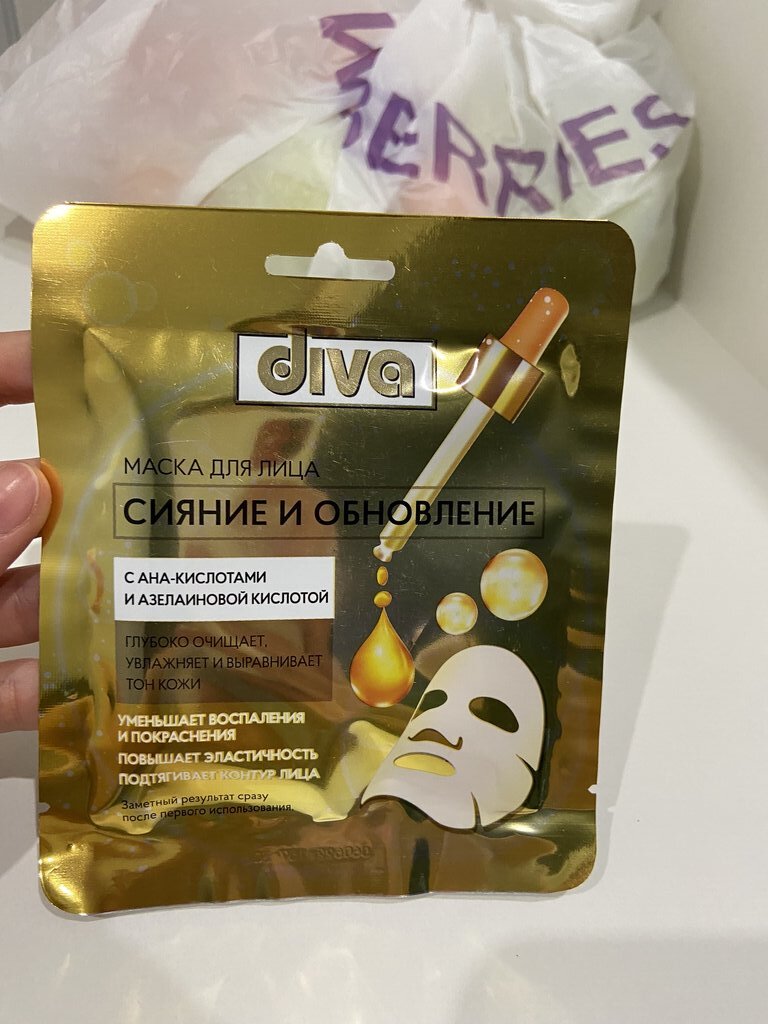 BERRIES
diva
МАСКА ДЛЯ ЛИЦА
СИЯНИЕ И ОБНОВЛЕНИЕ
С АНА-КИСЛОТАМИ
И АЗЕЛАИНОВОЙ КИСЛОТОЙ
ГЛУБОКО ОЧИЩАЕТ,
УВЛАЖНЯЕТ И ВЫРАВНИВАЕТ
ТОН КОЖИ
УМЕНЬШАЕТ ВОСПАЛЕНИЯ
И ПОКРАСНЕНИЯ
ПОВЫШАЕТ ЭЛАСТИЧНОСТЬ
ПОДТЯГИВАЕТ КОНТУР ЛИЦА
Заметный результат сразу
после первого использования.